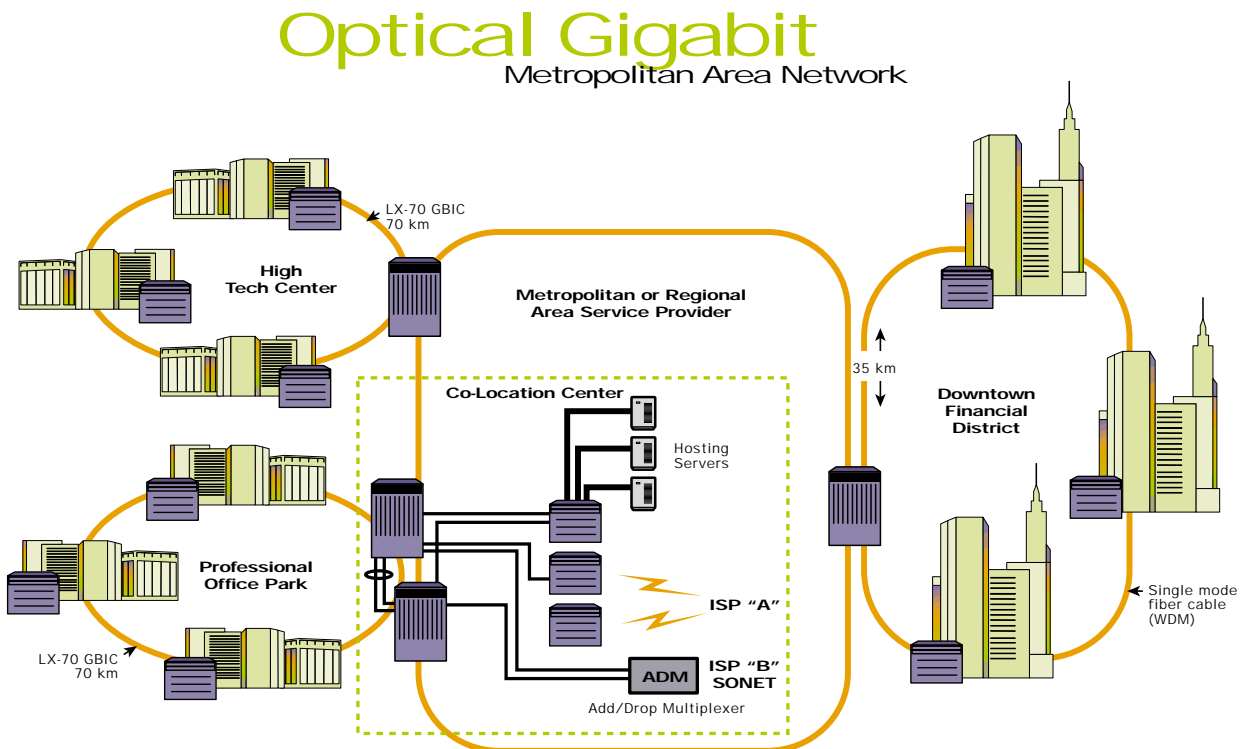 Optical Gigabit
Metropolitan Area Network
LX-70 GBIC
70 km
High
Tech Center
Metropolitan or Regional
Area Service Provider
35 km
Downtown
Financial
District
Co-Location Center
Hosting
Servers
Professional
Office Park
ISP “A”
Single mode
fiber cable
(WDM)
LX-70 GBIC
70 km
ADM
ISP “B”
SONET
Add/Drop Multiplexer